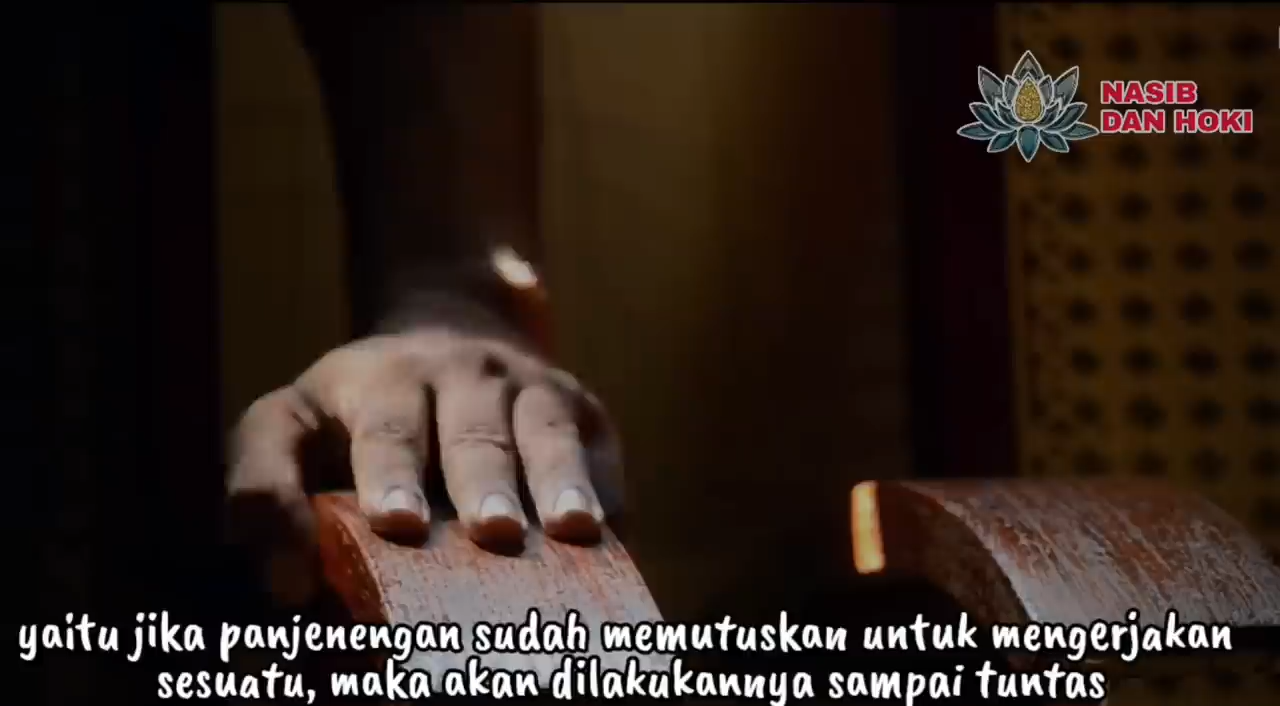 NASIB
DAN HOKI
yaitu jika panjenengan sudah memutuskan untuk mengerjakan
sesuatu, maka akan dilakukannya sampai tuntas